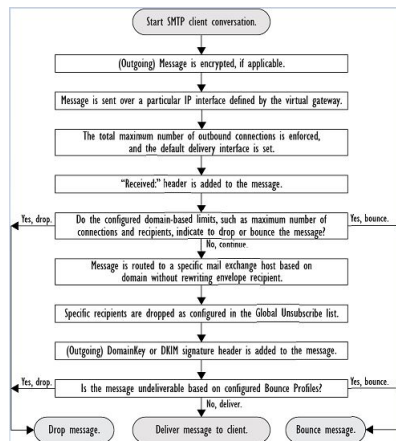 Start SMTP client conversation.
(Outgoing) Message is encrypted, if applicable.
Message is sent over a particular IP interface defined by the virtual gateway.
The total maximum number of outbound connections is enforced,
and the default delivery interface is set.
“Received:” header is added to the message.
Yes, drop.
Do the configured domain-based limits, such as maximum number of
connections and recipients, indicate to drop or bounce the message?
Yes, bounce.
No, continue.
Message is routed to a specific mail exchange host based on
domain without rewriting envelope recipient.
Specific recipients are dropped as configured in the Global Unsubscribe list.
(Outgoing) DomainKey or DKIM signature header is added to the message.
Yes, drop.
Is the message undeliverable based on configured Bounce Profiles?
Yes, bounce.
No, deliver.
Drop message.
Deliver message to client.
Bounce message.